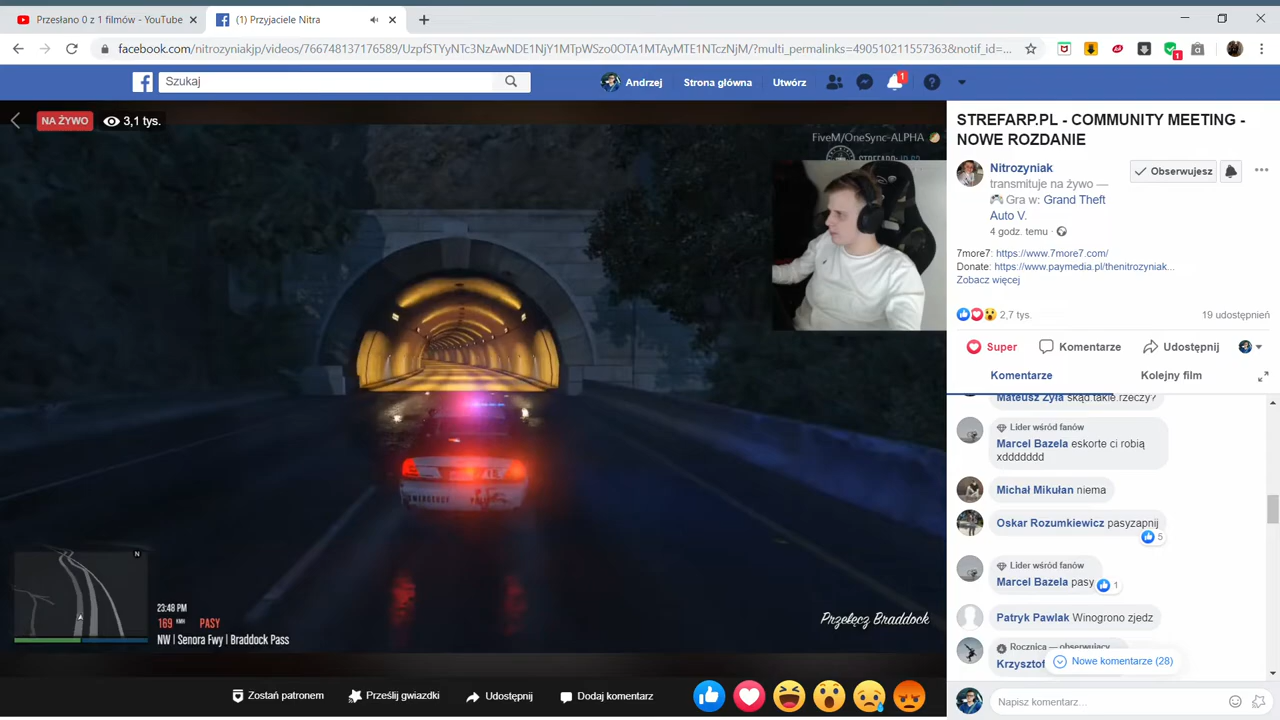 Przesłano 0 z 1 filmów - YouTube
(1) Przyjaciele Nitra
facebook.com/nitrozyniakjp/videos/766748137176589/UzpfSTYyNTc3NzAwNDE1NjY1MTpWSzo0OTA1MTAyMTE1NTczNjM/?multi_permalinks=490510211557363&notif_id=...
Szukaj
Andrzej
Strona główna
Utwórz
1
NA ŻYWO
3,1 tys.
FiveM/OneSync-ALPHA
23:48 PM
169 KMH PASY
NW | Senora Fwy | Braddock Pass
N
Przełęcz Braddock
Zostań patronem
Prześlij gwiazdki
Udostępnij
Dodaj komentarz
STREFARP.PL - COMMUNITY MEETING -
NOWE ROZDANIE
Nitrozyniak
Obserwujesz
transmituje na żywo —
Gra w: Grand Theft
Auto V.
4 godz. temu
7more7: https://www.7more7.com/
Donate: https://www.paymedia.pl/thenitrozyniak...
Zobacz więcej
2,7 tys.
19 udostępnień
Super
Komentarze
Udostępnij
Komentarze
Kolejny film
Mateusz Żyła skąd takie rzeczy?
Lider wśród fanów
Marcel Bazela eskorte ci robią
xddddddd
Michał Mikułan niema
Oskar Rozumkiewicz pasyzapnij
5
Lider wśród fanów
Marcel Bazela pasy
1
Patryk Pawlak Winogrono zjedz
Rocznica — obserwujący
Krzysztof
Nowe komentarze (28)
Napisz komentarz...